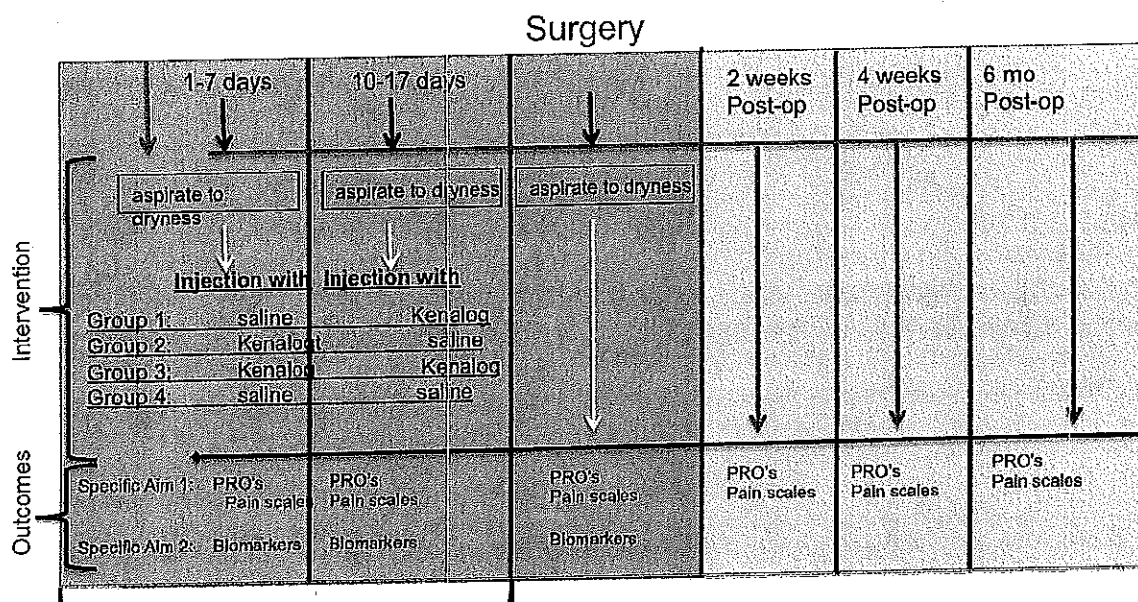 Surgery
1-7 days
10-17 days
2 weeks
Post-op
4 weeks
Post-op
6 mo
Post-op
aspirate to
dryness
aspirate to dryness
aspirate to dryness
Injection with
Injection with
Group 1: saline Kenalog
Group 2: Kenalogt saline
Group 3: Kenalog Kenalog
Group 4: saline saline
Intervention
Outcomes
Specific Aim 1:
PRO's
Pain scales
PRO's
Pain scales
PRO's
Pain scales
PRO's
Pain scales
PRO's
Pain scales
PRO's
Pain scales
Specific Aim 2: Biomarkers Biomarkers Biomarkers